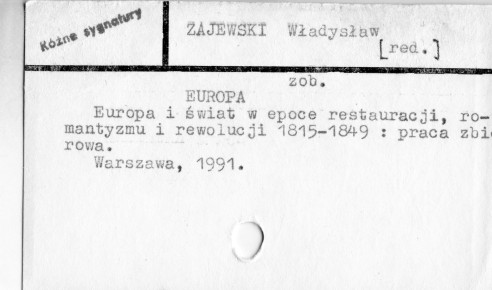 Różne sygnatury
ZAJEWSKI Władysław
[red.]
zob.
EUROPA
Europa i świat w epoce restauracji, ro-
mantyzmu i rewolucji 1815-1849 : praca zbio
rowa.
Warszawa, 1991.